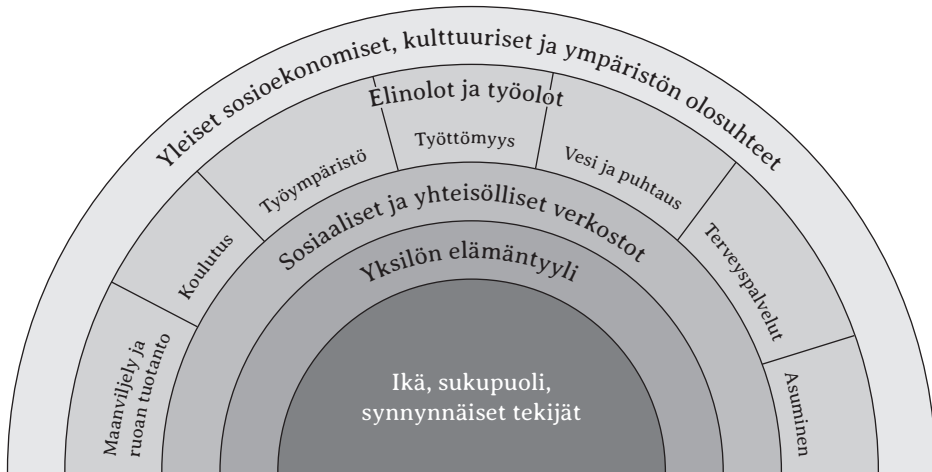 Yleiset sosioekonomiset, kulttuuriset ja ympäristön olosuhteet
Elinolot ja työolot
Maanviljely ja
ruoan tuotanto
Koulutus
Työympäristö
Työttömyys
Vesi ja puhtaus
Terveyspalvelut
Asuminen
Sosiaaliset ja yhteisölliset verkostot
Yksilön elämäntyyli
Ikä, sukupuoli,
synnynnäiset tekijät